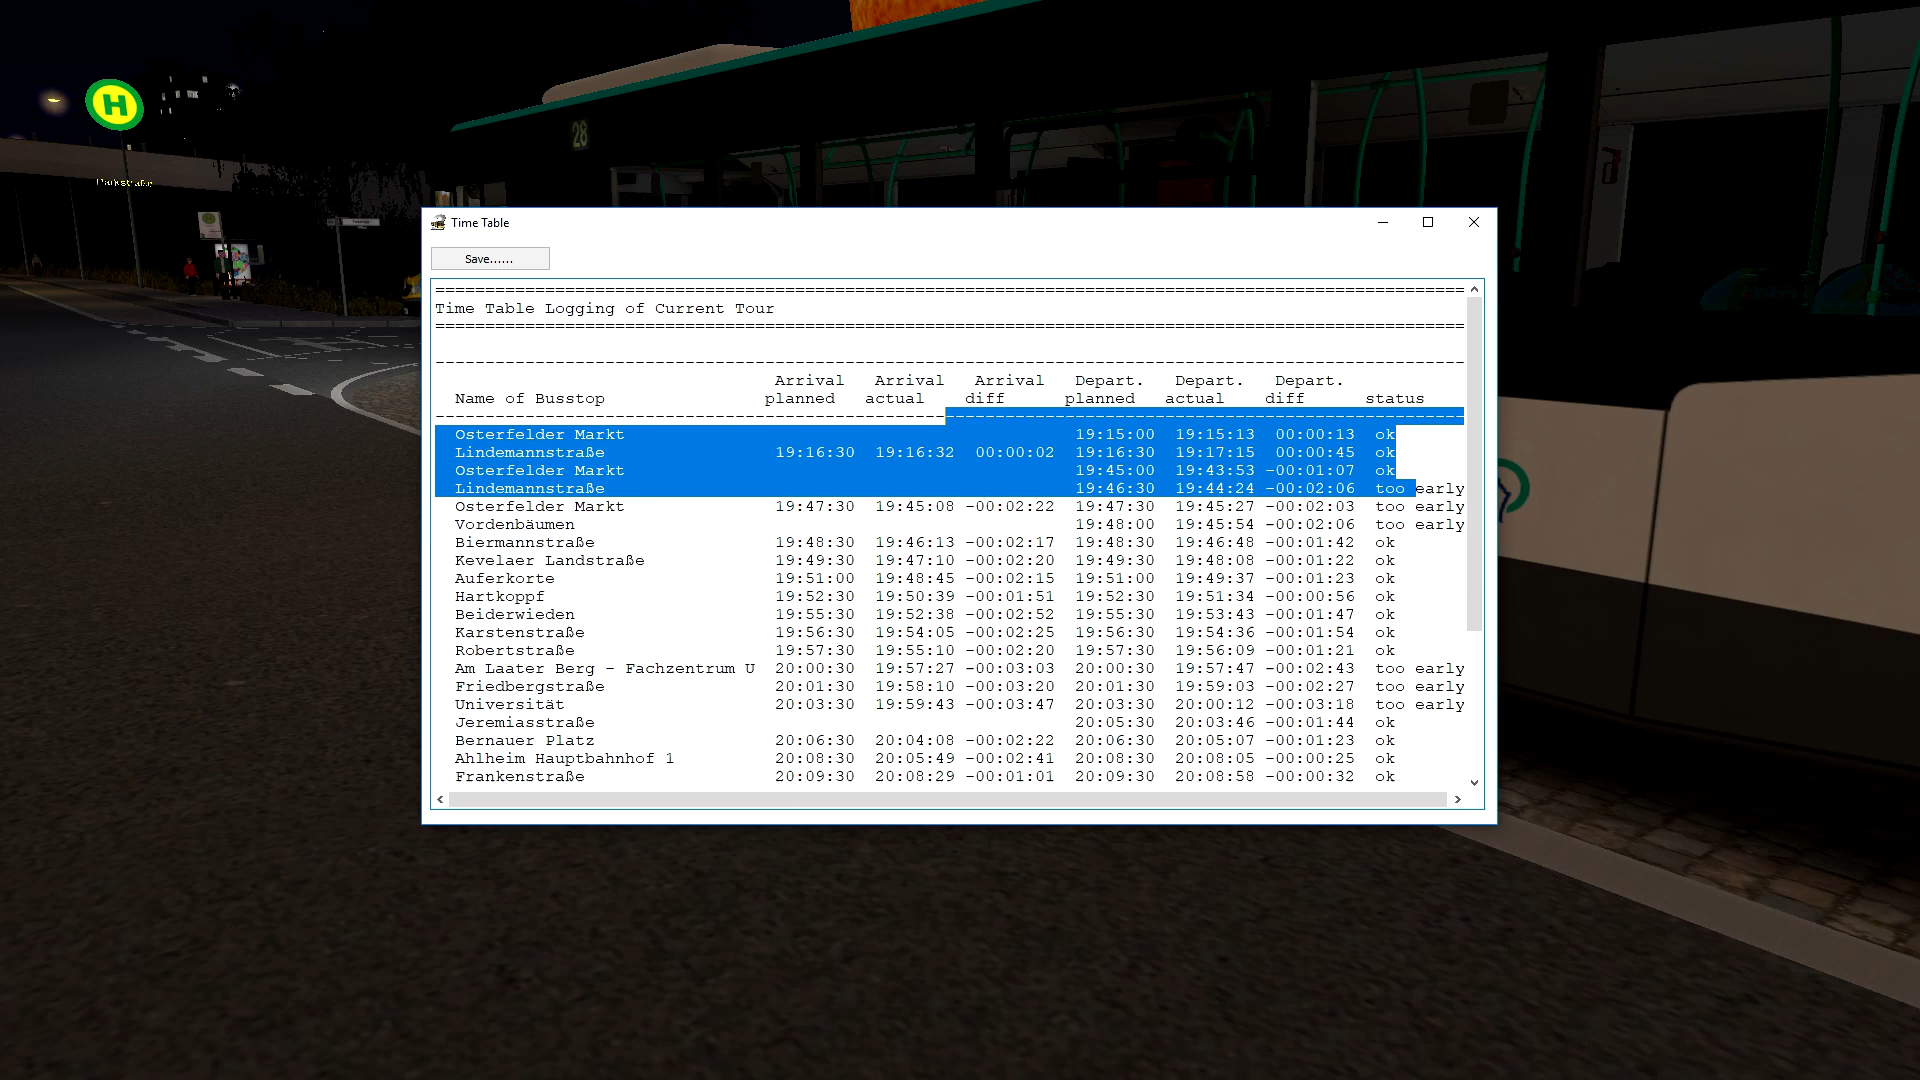 H
28
Parkstraße
Time Table
Save......
================================================================================
Time Table Logging of Current Tour
================================================================================
--------------------------------------------------------------------------------
Arrival Arrival Arrival Depart. Depart. Depart.
Name of Busstop planned actual diff planned actual diff status
--------------------------------------------------------------------------------
Osterfelder Markt 19:15:00 19:15:13 00:00:13 ok
Lindemannstraße 19:16:30 19:16:32 00:00:02 19:16:30 19:17:15 00:00:45 ok
Osterfelder Markt 19:45:00 19:43:53 -00:01:07 ok
Lindemannstraße 19:46:30 19:44:24 -00:02:06 too early
Osterfelder Markt 19:47:30 19:45:08 -00:02:22 19:47:30 19:45:27 -00:02:03 too early
Vordenbäumen 19:48:00 19:45:54 -00:02:06 too early
Biermannstraße 19:48:30 19:46:13 -00:02:17 19:48:30 19:46:48 -00:01:42 ok
Kevelaer Landstraße 19:49:30 19:47:10 -00:02:20 19:49:30 19:48:08 -00:01:22 ok
Auferkorte 19:51:00 19:48:45 -00:02:15 19:51:00 19:49:37 -00:01:23 ok
Hartkoppf 19:52:30 19:50:39 -00:01:51 19:52:30 19:51:34 -00:00:56 ok
Beiderwieden 19:55:30 19:52:38 -00:02:52 19:55:30 19:53:43 -00:01:47 ok
Karstenstraße 19:56:30 19:54:05 -00:02:25 19:56:30 19:54:36 -00:01:54 ok
Robertstraße 19:57:30 19:55:10 -00:02:20 19:57:30 19:56:09 -00:01:21 ok
Am Laater Berg - Fachzentrum U 20:00:30 19:57:27 -00:03:03 20:00:30 19:57:47 -00:02:43 too early
Friedbergstraße 20:01:30 19:58:10 -00:03:20 20:01:30 19:59:03 -00:02:27 too early
Universität 20:03:30 19:59:43 -00:03:47 20:03:30 20:00:12 -00:03:18 too early
Jeremiasstraße 20:05:30 20:03:46 -00:01:44 ok
Bernauer Platz 20:06:30 20:04:08 -00:02:22 20:06:30 20:05:07 -00:01:23 ok
Ahlheim Hauptbahnhof 1 20:08:30 20:05:49 -00:02:41 20:08:30 20:08:05 -00:00:25 ok
Frankenstraße 20:09:30 20:08:29 -00:01:01 20:09:30 20:08:58 -00:00:32 ok